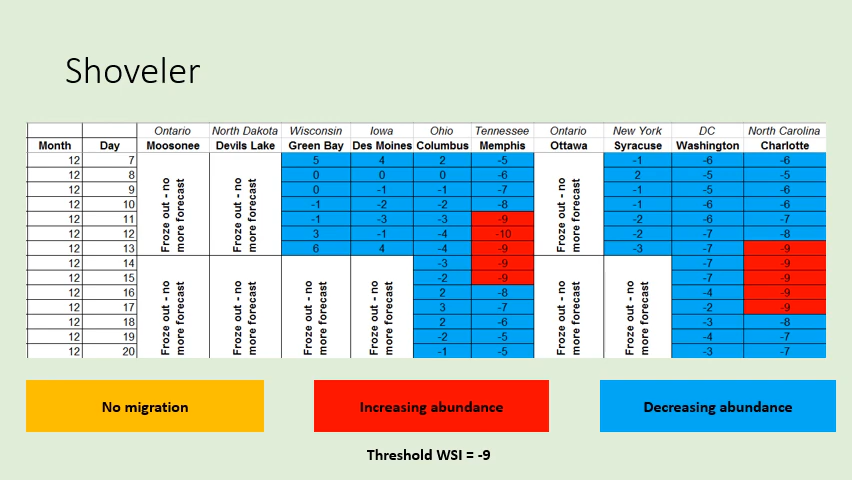 Shoveler
Ontario North Dakota Wisconsin Iowa Ohio Tennessee Ontario New York DC North Carolina
Month Day Moosonee Devils Lake Green Bay Des Moines Columbus Memphis Ottawa Syracuse Washington Charlotte
12 7 5 4 2 -5 -1 -6 -6
12 8 0 0 0 -6 2 -5 -5
12 9 0 -1 -1 -7 -1 -5 -6
12 10 -1 -2 -2 -8 -1 -6 -6
12 11 -1 -3 -3 -9 -2 -6 -7
12 12 3 -1 -4 -10 -2 -7 -8
12 13 6 4 -4 -9 -3 -7 -9
Froze out - no
more forecast
Froze out - no
more forecast
Froze out - no
more forecast
12 14 -3 -9 -7 -9
12 15 -2 -9 -7 -9
12 16 2 -8 -4 -9
12 17 3 -7 -2 -9
12 18 2 -6 -3 -8
12 19 -2 -5 -4 -7
12 20 -1 -5 -3 -7
Froze out - no
more forecast
Froze out - no
more forecast
Froze out - no
more forecast
Froze out - no
more forecast
Froze out - no
more forecast
Froze out - no
more forecast
No migration
Increasing abundance
Decreasing abundance
Threshold WSI = -9